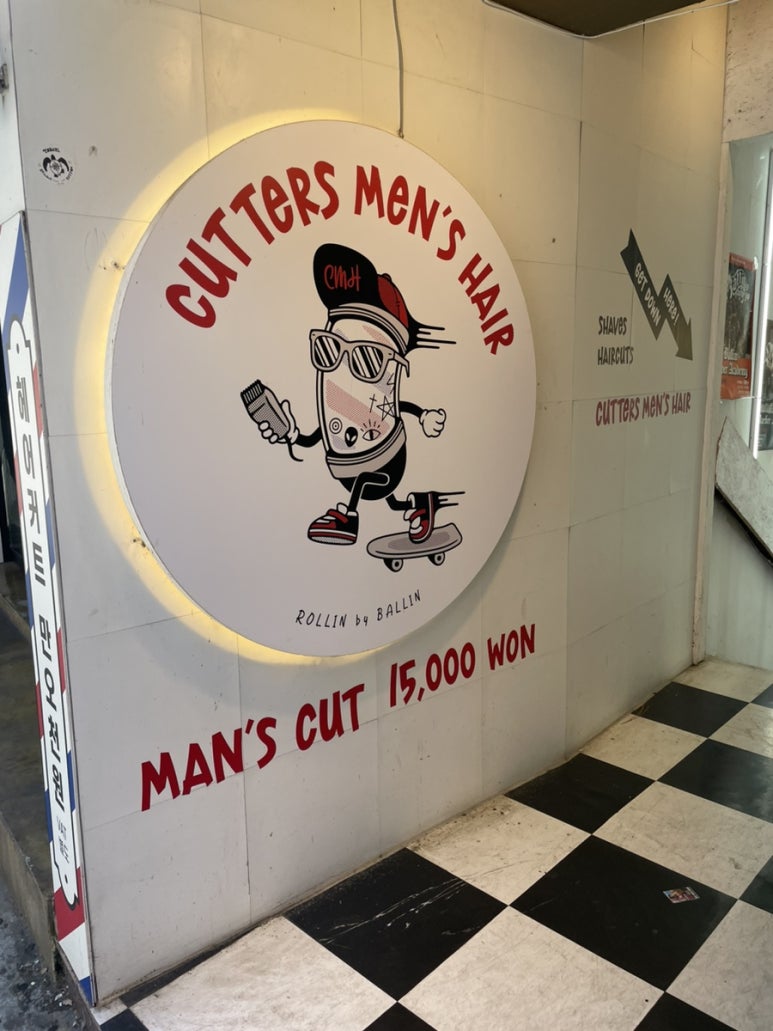 CUTTERS MEN'S HAIR
CMH
ROLLIN by BALLIN
MAN'S CUT 15,000 WON
GET DOWN HERE!
SHAVES
HAIRCUTS
CUTTERS MEN'S HAIR
헤어커트 만오천원